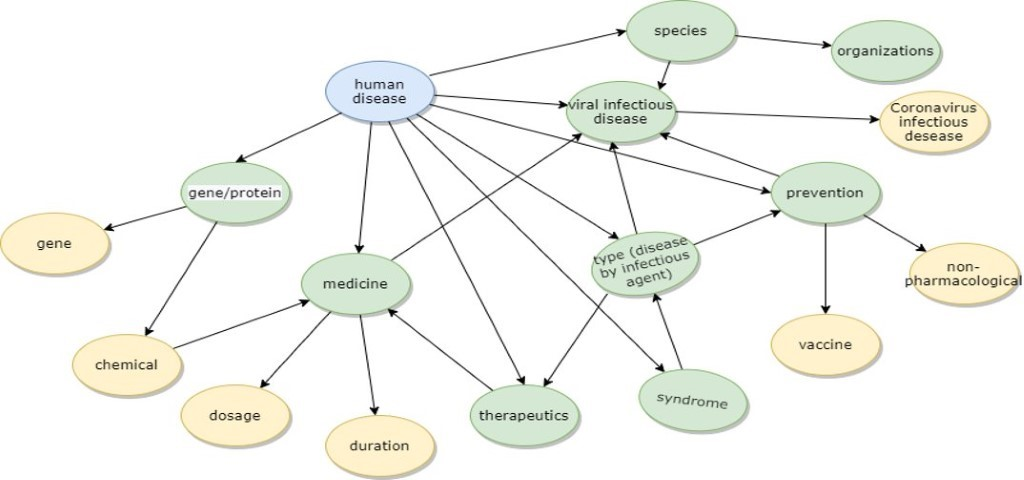 species
organizations
human
disease
viral infectious
disease
Coronavirus
infectious
desease
gene/protein
prevention
gene
type (disease
by infectious
agent)
non-
pharmacological
medicine
chemical
vaccine
dosage
therapeutics
syndrome
duration